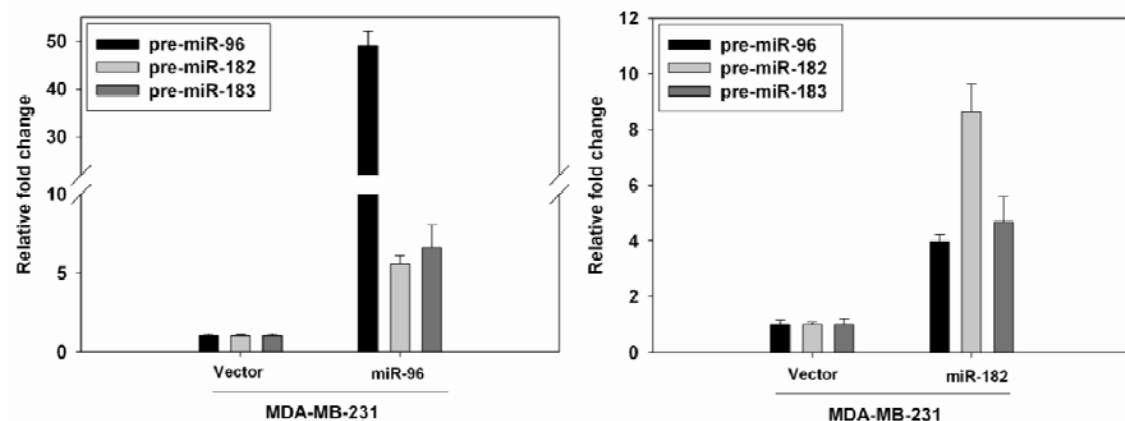 Relative fold change
50
40
30
10
5
0
pre-miR-96
pre-miR-182
pre-miR-183
Vector
miR-96
MDA-MB-231
Relative fold change
12
10
8
6
4
2
0
pre-miR-96
pre-miR-182
pre-miR-183
Vector
miR-182
MDA-MB-231